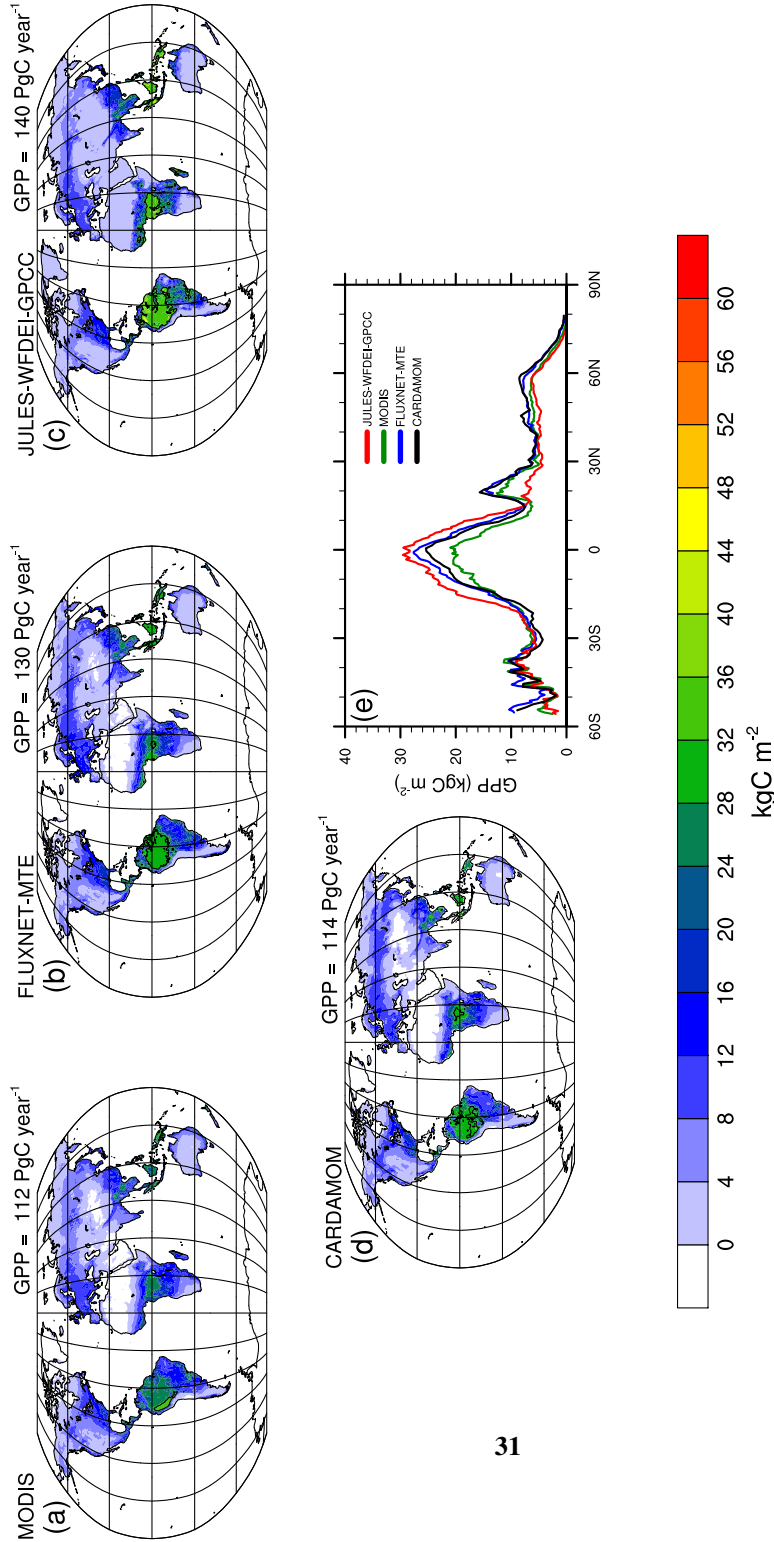 MODIS
GPP = 112 PgC year-1
(a)
FLUXNET-MTE
GPP = 130 PgC year-1
(b)
JULES-WFDEI-GPCC
GPP = 140 PgC year-1
(c)
CARDAMOM
GPP = 114 PgC year-1
(d)
(e)
JULES-WFDEI-GPCC
MODIS
FLUXNET-MTE
CARDAMOM
GPP (kgC m-2)
40
30
20
10
0
60S
30S
0
30N
60N
90N
0 4 8 12 16 20 24 28 32 36 40 44 48 52 56 60
kgC m-2
31